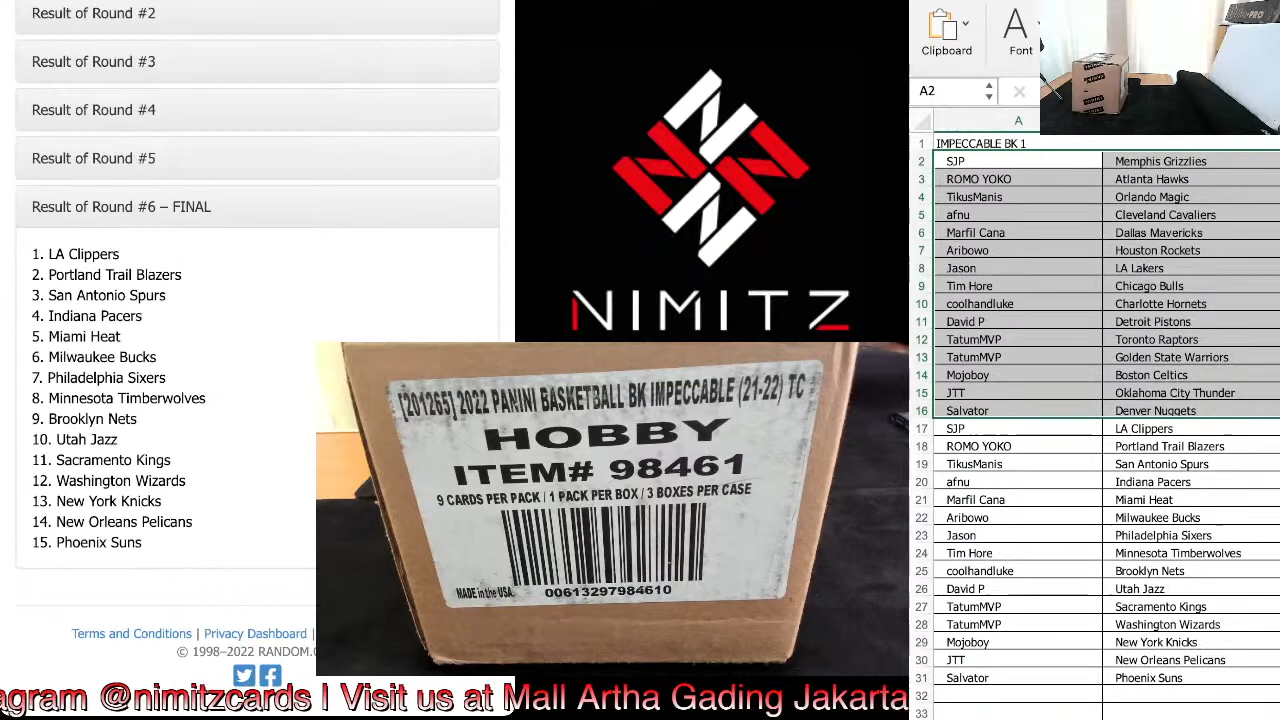 Result of Round #2
Result of Round #3
Result of Round #4
Result of Round #5
Result of Round #6 – FINAL
1. LA Clippers
2. Portland Trail Blazers
3. San Antonio Spurs
4. Indiana Pacers
5. Miami Heat
6. Milwaukee Bucks
7. Philadelphia Sixers
8. Minnesota Timberwolves
9. Brooklyn Nets
10. Utah Jazz
11. Sacramento Kings
12. Washington Wizards
13. New York Knicks
14. New Orleans Pelicans
15. Phoenix Suns
Terms and Conditions | Privacy Dashboard |
© 1998–2022 RANDOM.O
NIMITZ
[201265] 2022 PANINI BASKETBALL BK IMPECCABLE (21-22) TC
HOBBY
ITEM# 98461
9 CARDS PER PACK / 1 PACK PER BOX / 3 BOXES PER CASE
MADE in the USA.
00613297984610
Clipboard
Font
A2
A
1 IMPECCABLE BK 1
2 SJP Memphis Grizzlies
3 ROMO YOKO Atlanta Hawks
4 TikusManis Orlando Magic
5 afnu Cleveland Cavaliers
6 Marfil Cana Dallas Mavericks
7 Aribowo Houston Rockets
8 Jason LA Lakers
9 Tim Hore Chicago Bulls
10 coolhandluke Charlotte Hornets
11 David P Detroit Pistons
12 TatumMVP Toronto Raptors
13 TatumMVP Golden State Warriors
14 Mojoboy Boston Celtics
15 JTT Oklahoma City Thunder
16 Salvator Denver Nuggets
17 SJP LA Clippers
18 ROMO YOKO Portland Trail Blazers
19 TikusManis San Antonio Spurs
20 afnu Indiana Pacers
21 Marfil Cana Miami Heat
22 Aribowo Milwaukee Bucks
23 Jason Philadelphia Sixers
24 Tim Hore Minnesota Timberwolves
25 coolhandluke Brooklyn Nets
26 David P Utah Jazz
27 TatumMVP Sacramento Kings
28 TatumMVP Washington Wizards
29 Mojoboy New York Knicks
30 JTT New Orleans Pelicans
31 Salvator Phoenix Suns
32
33
agram @nimitzcards I Visit us at Mall Artha Gading Jakarta